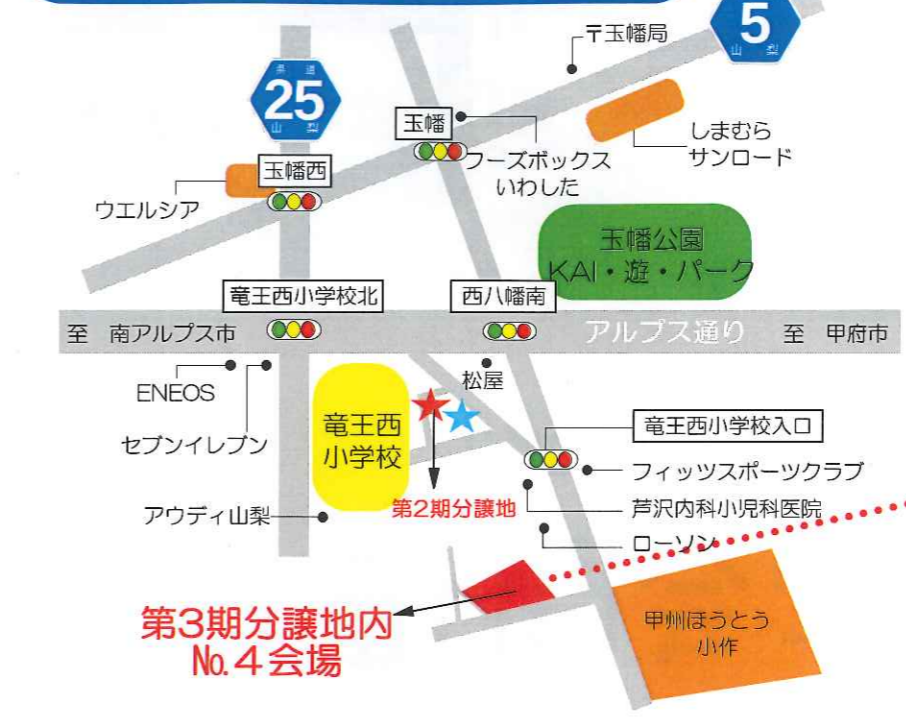 〒玉幡局
5
山 梨
県 道
25
山 梨
玉幡
しまむら
サンロード
玉幡西
フーズボックス
いわした
ウエルシア
玉幡公園
KAI・遊・パーク
竜王西小学校北
西八幡南
至 南アルプス市
アルプス通り
至 甲府市
ENEOS
松屋
セブンイレブン
竜王西
小学校
竜王西小学校入口
フィッツスポーツクラブ
第2期分譲地
芦沢内科小児科医院
アウディ山梨
ローソン
第3期分譲地内
№.4会場
甲州ほうとう
小作